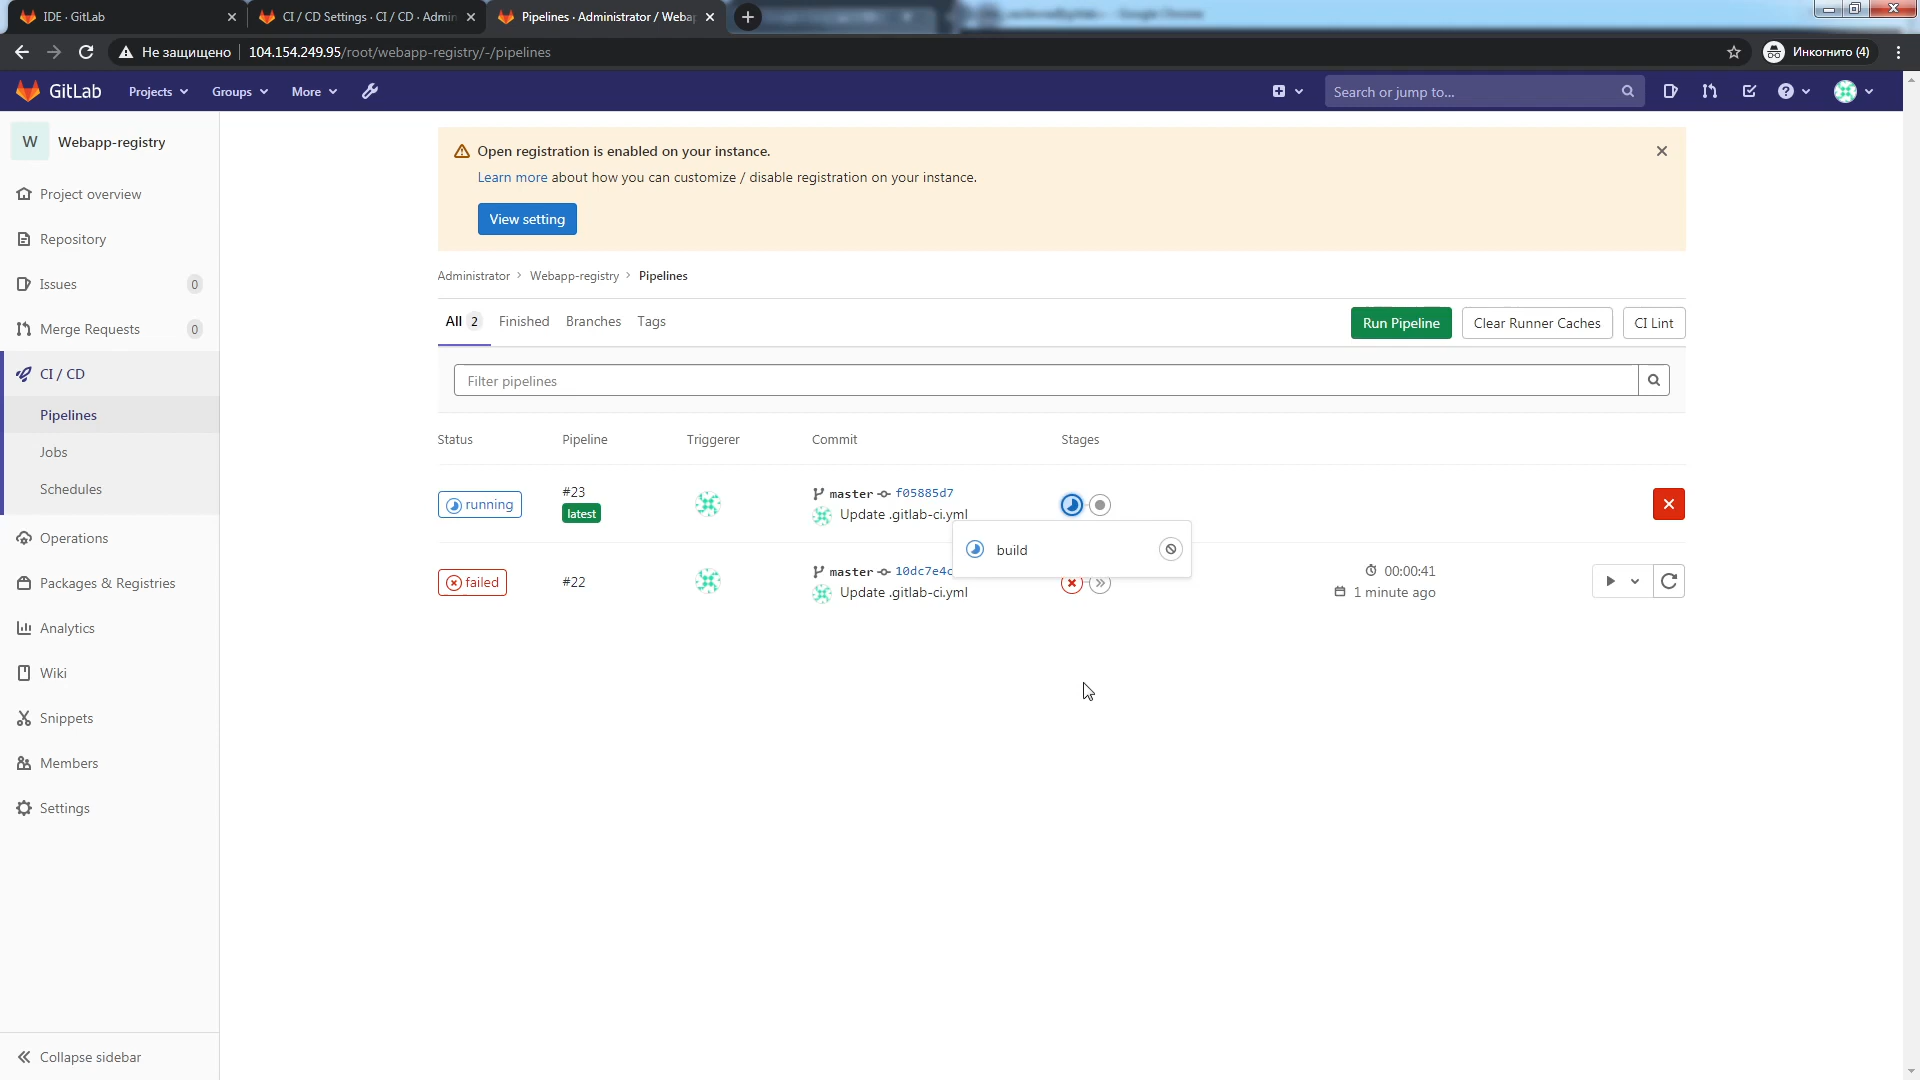 IDE · GitLab
CI / CD Settings · CI / CD · Admin
Pipelines · Administrator / Webap
Google Chrome
Не защищено
104.154.249.95/root/webapp-registry/-/pipelines
Инкогнито (4)
GitLab
Projects
Groups
More
Search or jump to...
W
Webapp-registry
Project overview
Repository
Issues 0
Merge Requests 0
CI / CD
Pipelines
Jobs
Schedules
Operations
Packages & Registries
Analytics
Wiki
Snippets
Members
Settings
Collapse sidebar
Open registration is enabled on your instance.
Learn more about how you can customize / disable registration on your instance.
View setting
Administrator > Webapp-registry > Pipelines
All 2 Finished Branches Tags
Run Pipeline Clear Runner Caches CI Lint
Filter pipelines
Status Pipeline Triggerer Commit Stages
running #23 latest master f05885d7
Update .gitlab-ci.yml
build
failed #22 master 10dc7e4c
Update .gitlab-ci.yml
00:00:41
1 minute ago